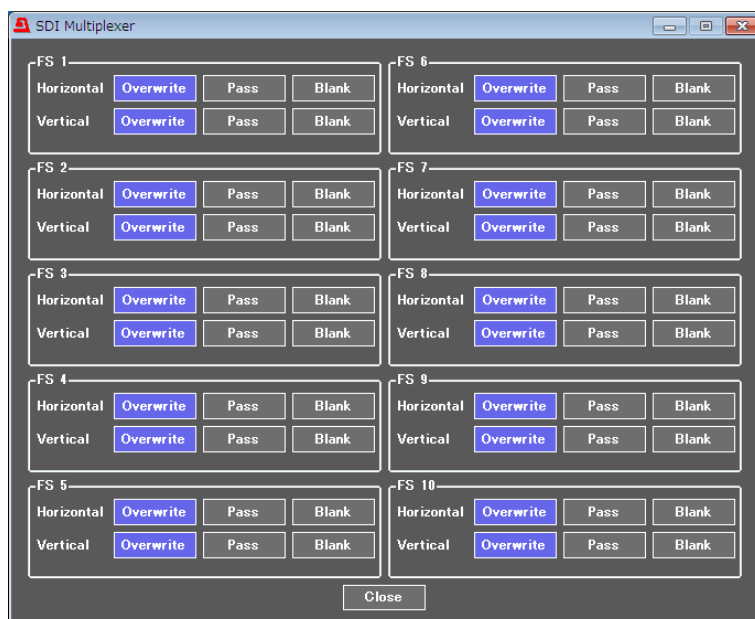 SDI Multiplexer
FS 1
Horizontal Overwrite Pass Blank
Vertical Overwrite Pass Blank
FS 2
Horizontal Overwrite Pass Blank
Vertical Overwrite Pass Blank
FS 3
Horizontal Overwrite Pass Blank
Vertical Overwrite Pass Blank
FS 4
Horizontal Overwrite Pass Blank
Vertical Overwrite Pass Blank
FS 5
Horizontal Overwrite Pass Blank
Vertical Overwrite Pass Blank
FS 6
Horizontal Overwrite Pass Blank
Vertical Overwrite Pass Blank
FS 7
Horizontal Overwrite Pass Blank
Vertical Overwrite Pass Blank
FS 8
Horizontal Overwrite Pass Blank
Vertical Overwrite Pass Blank
FS 9
Horizontal Overwrite Pass Blank
Vertical Overwrite Pass Blank
FS 10
Horizontal Overwrite Pass Blank
Vertical Overwrite Pass Blank
Close